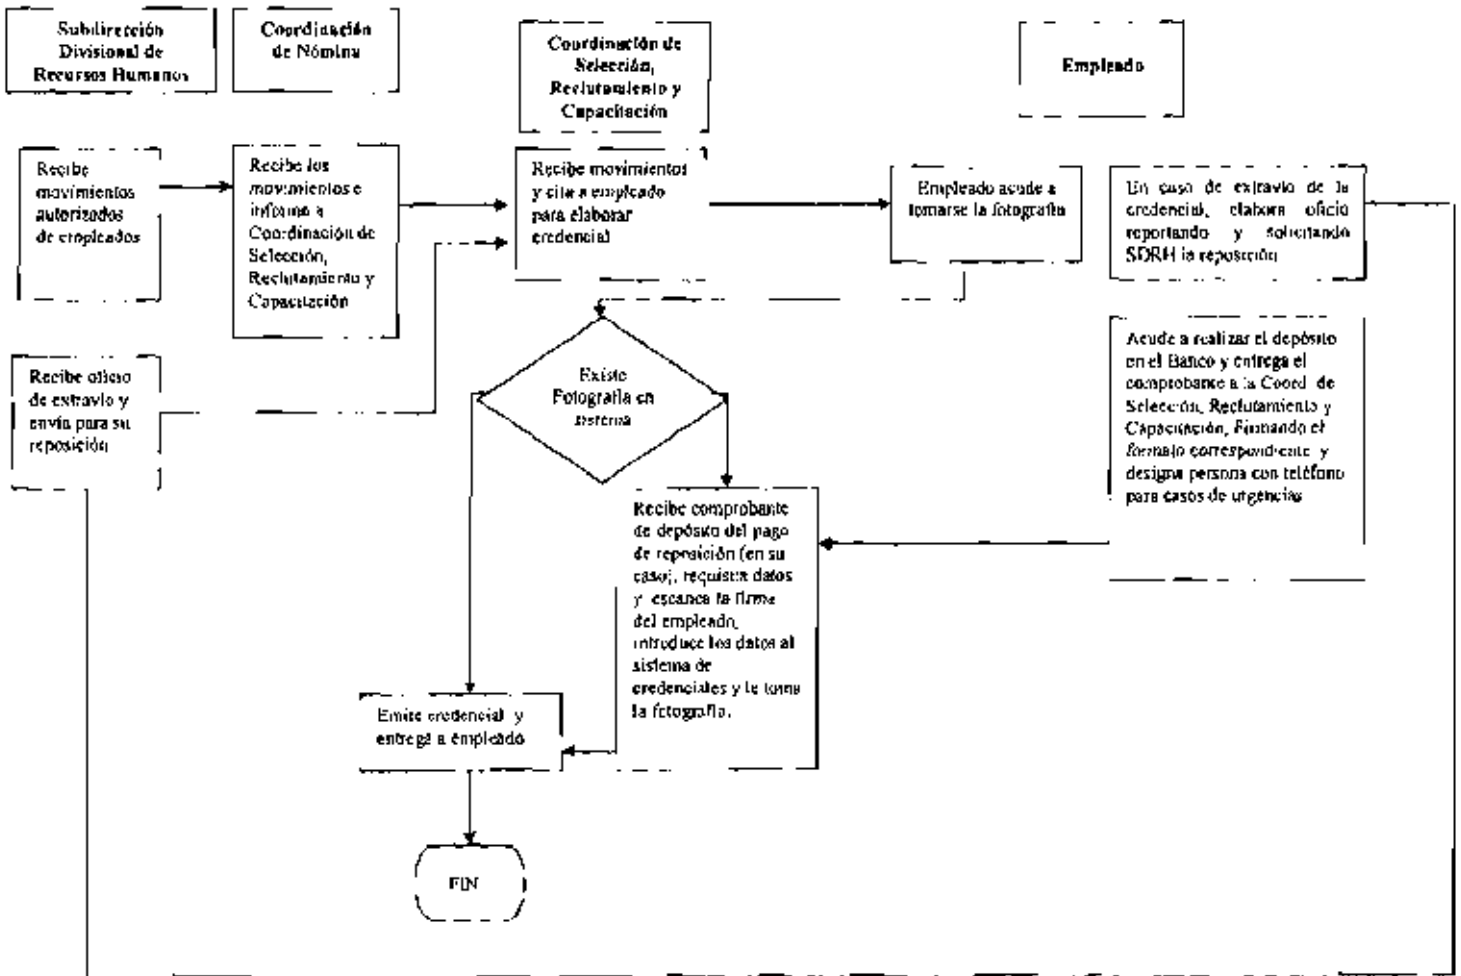 Subdirección
Divisional de
Recursos Humanos
Coordinación
de Nómina
Coordinación de
Selección,
Reclutamiento y
Capacitación
Empleado
Recibe
movimientos
autorizados
de empleados
Recibe los
movimientos e
informa a
Coordinación de
Selección,
Reclutamiento y
Capacitación
Recibe movimientos
y cita a empleado
para elaborar
credencial
Empleado acude a
tomarse la fotografía
En caso de extravío de la
credencial, elabora oficio
reportando y solicitando
SDRH la reposición
Recibe oficio
de extravío y
envía para su
reposición
Existe
Fotografía en
sistema
Acude a realizar el depósito
en el Banco y entrega el
comprobante a la Coord. de
Selección, Reclutamiento y
Capacitación, Firmando el
formato correspondiente y
designa persona con teléfono
para casos de urgencias
Recibe comprobante
de depósito del pago
de reposición (en su
caso), requisita datos
y escanea la firma
del empleado,
introduce los datos al
sistema de
credenciales y le toma
la fotografía.
Emite credencial y
entrega a empleado
FIN